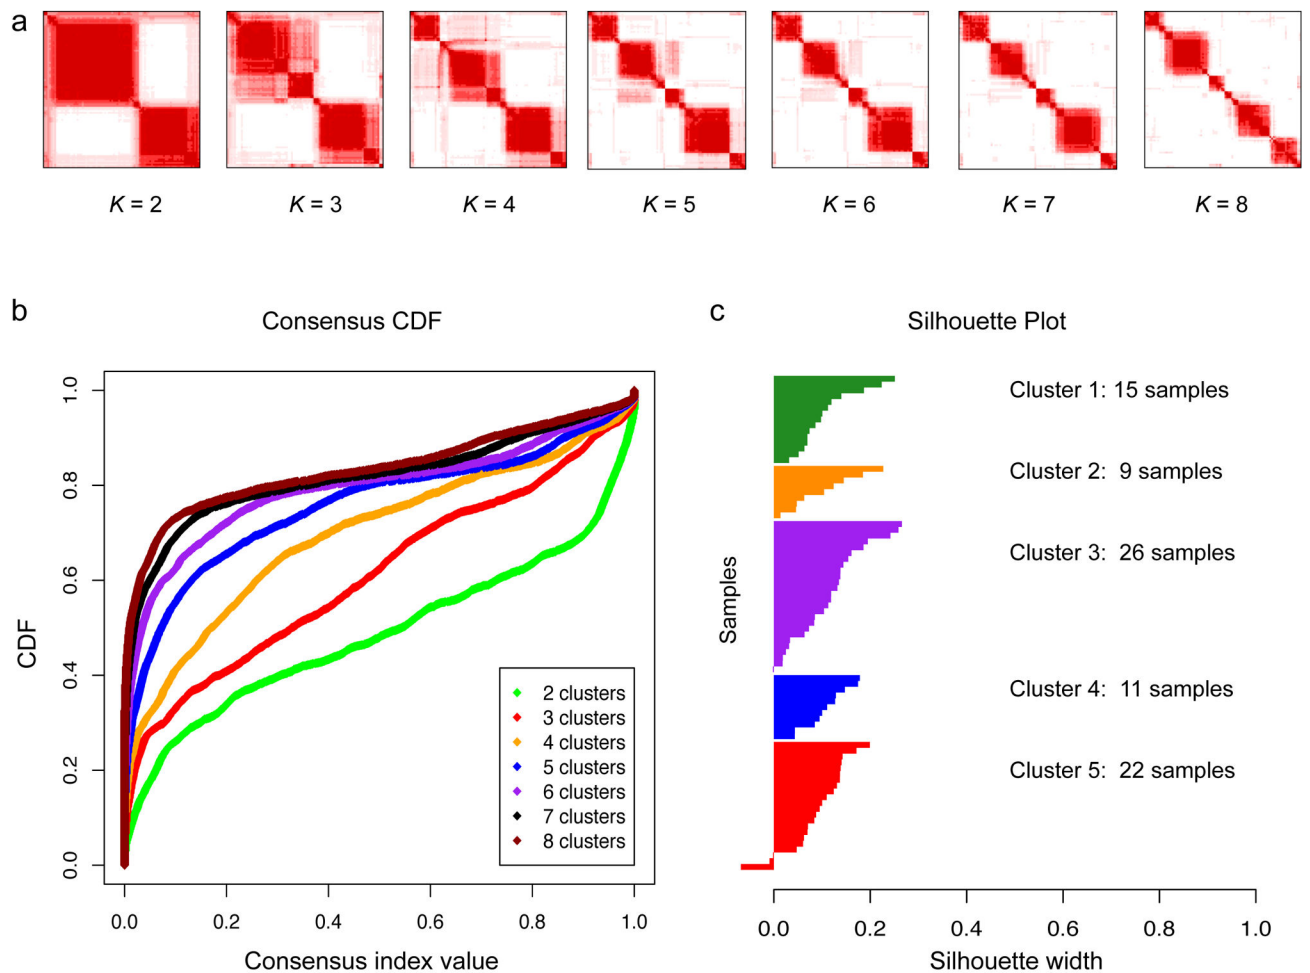 a
K = 2
K = 3
K = 4
K = 5
K = 6
K = 7
K = 8
b
Consensus CDF
CDF
1.0
0.8
0.6
0.4
0.2
0.0
2 clusters
3 clusters
4 clusters
5 clusters
6 clusters
7 clusters
8 clusters
0.0 0.2 0.4 0.6 0.8 1.0
Consensus index value
c
Silhouette Plot
Samples
Cluster 1: 15 samples
Cluster 2: 9 samples
Cluster 3: 26 samples
Cluster 4: 11 samples
Cluster 5: 22 samples
0.0 0.2 0.4 0.6 0.8 1.0
Silhouette width